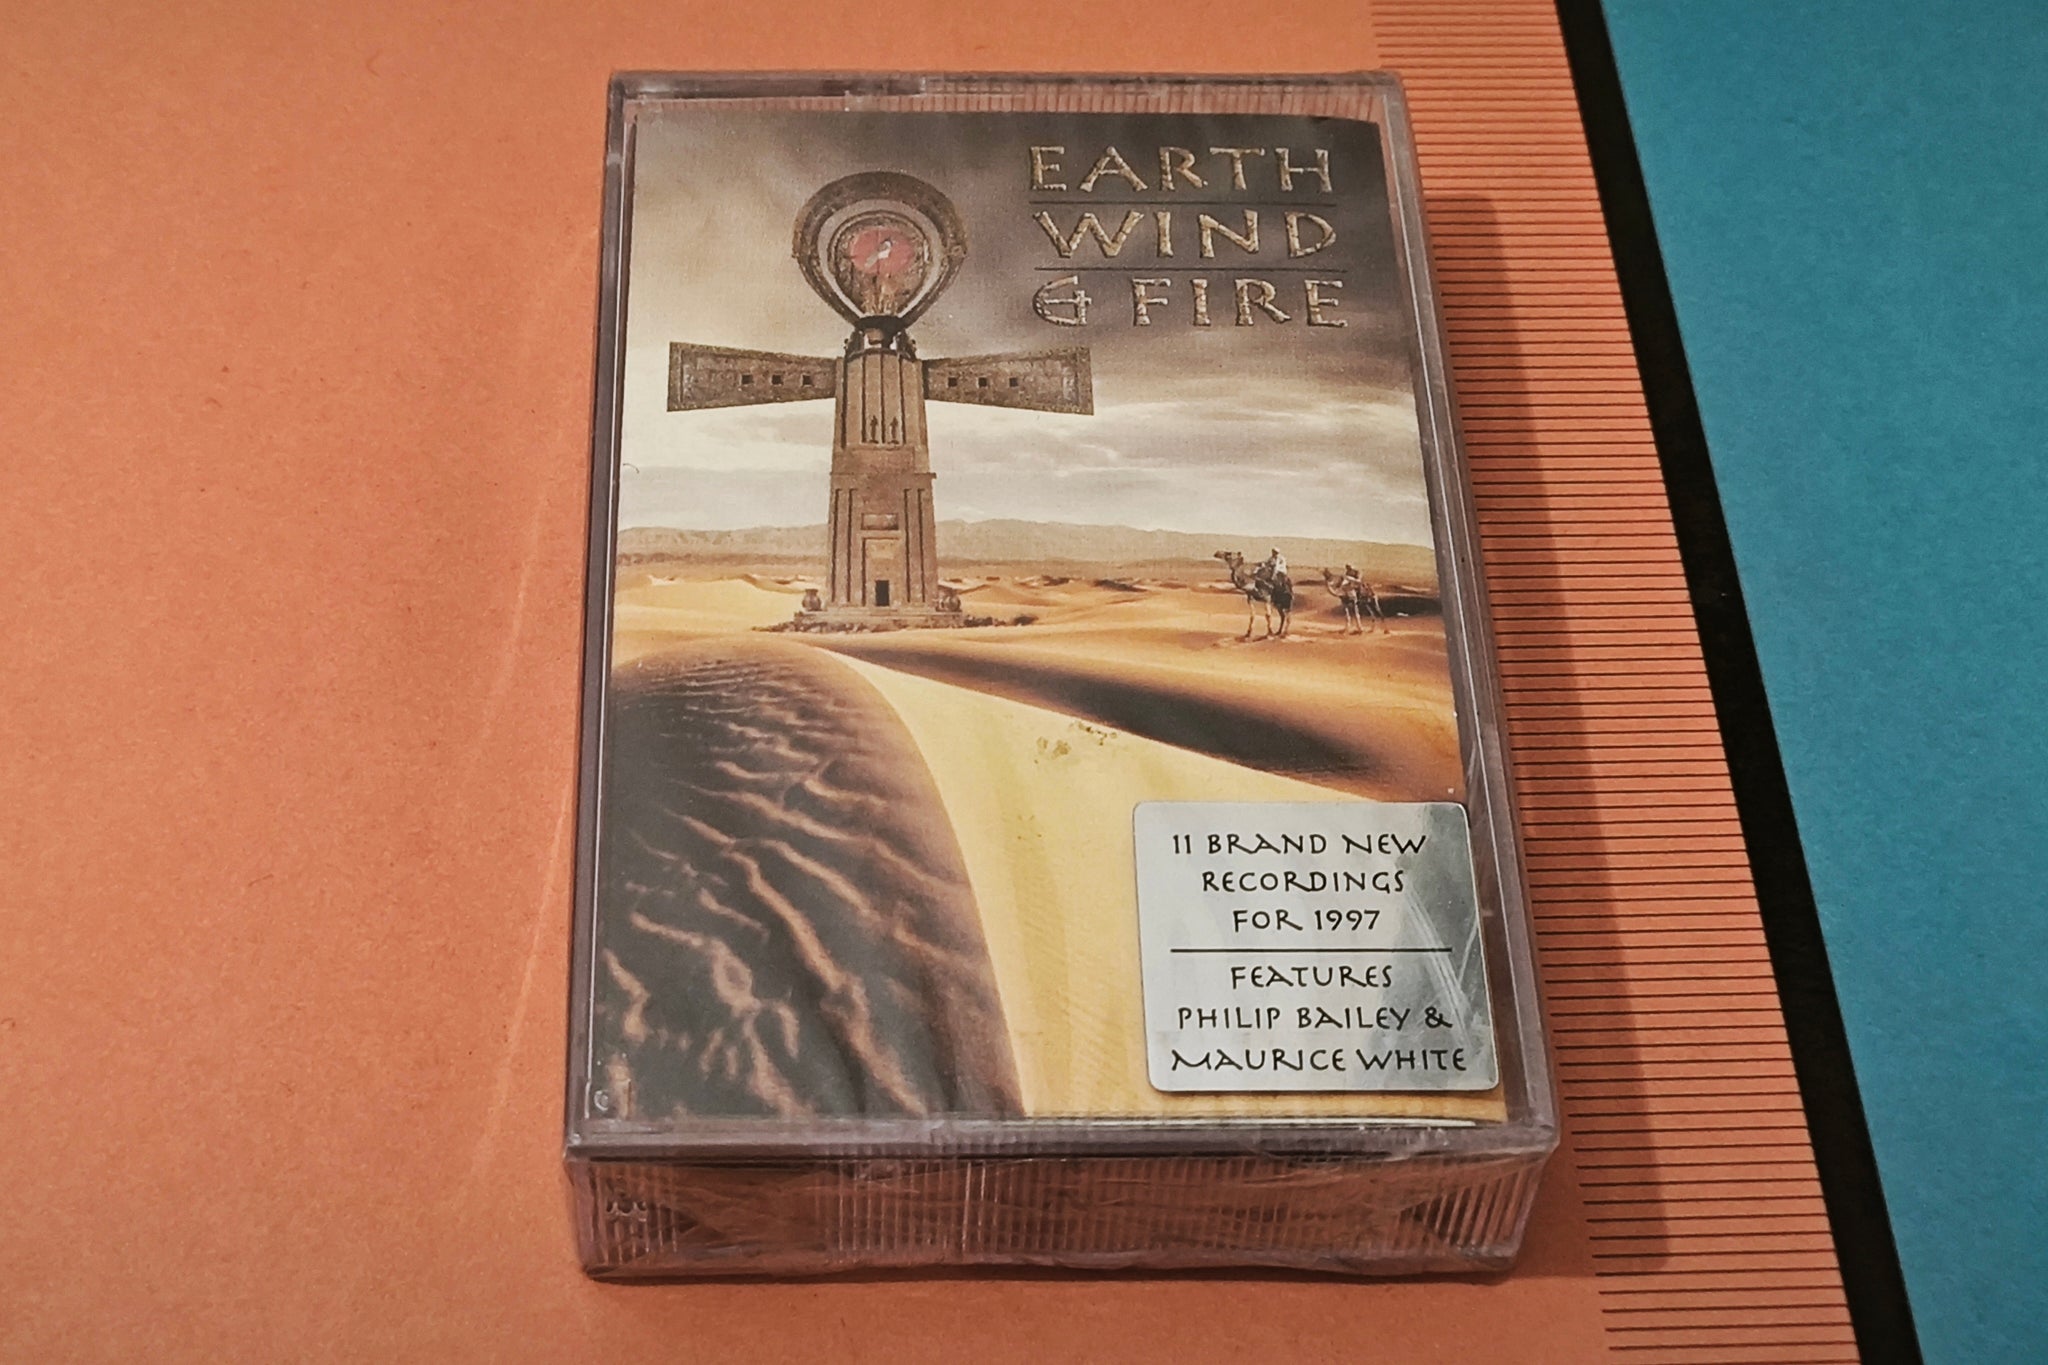 EARTH
WIND
& FIRE
11 BRAND NEW
RECORDINGS
FOR 1997
FEATURES
PHILIP BAILEY &
MAURICE WHITE